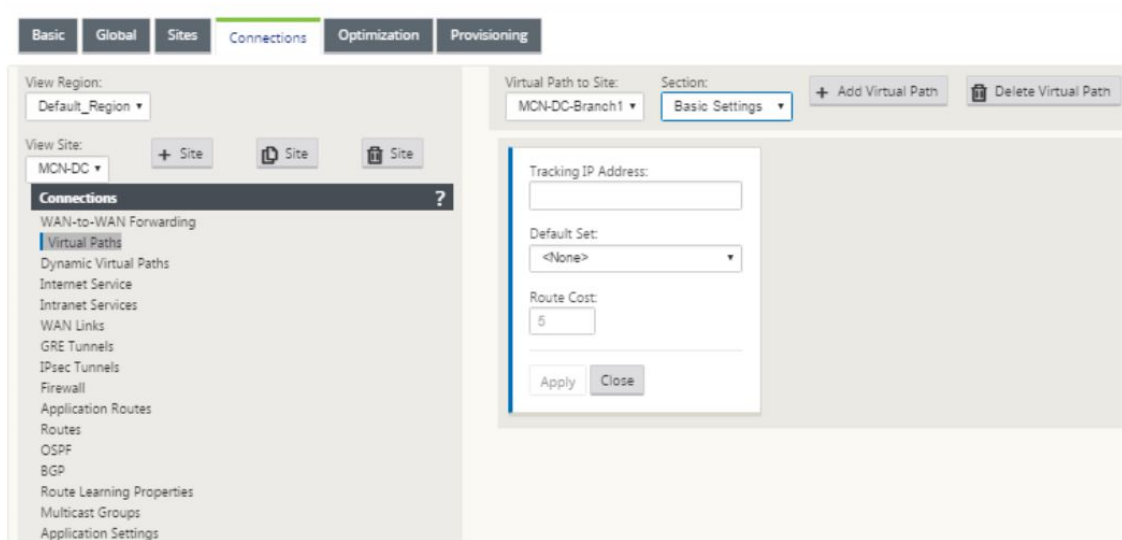 Basic Global Sites Connections Optimization Provisioning
View Region:
Default_Region
View Site:
MCN-DC
+ Site
Site
Site
Connections ?
WAN-to-WAN Forwarding
Virtual Paths
Dynamic Virtual Paths
Internet Service
Intranet Services
WAN Links
GRE Tunnels
IPsec Tunnels
Firewall
Application Routes
Routes
OSPF
BGP
Route Learning Properties
Multicast Groups
Application Settings
Virtual Path to Site:
MCN-DC-Branch1
Section:
Basic Settings
+ Add Virtual Path
Delete Virtual Path
Tracking IP Address:
Default Set:
<None>
Route Cost:
5
Apply
Close